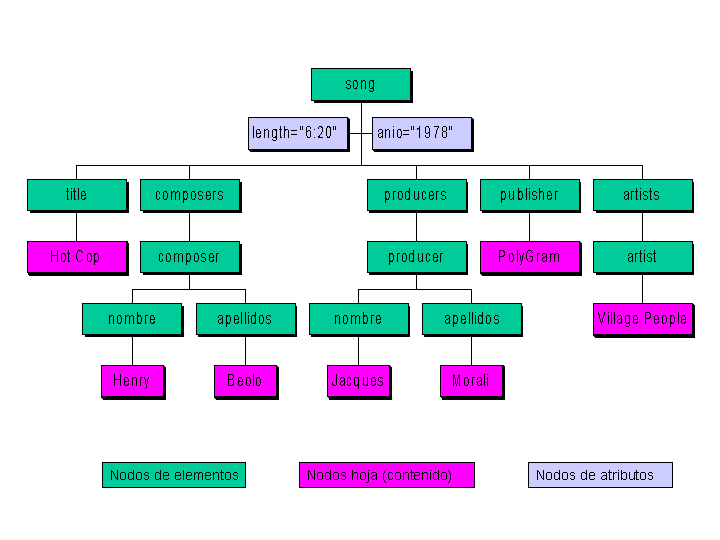 song
length="6:20"
anio="1978"
title
composers
producers
publisher
artists
Hot Cop
composer
producer
PolyGram
artist
nombre
apellidos
nombre
apellidos
Village People
Henry
Beolo
Jacques
Morali
Nodos de elementos
Nodos hoja (contenido)
Nodos de atributos